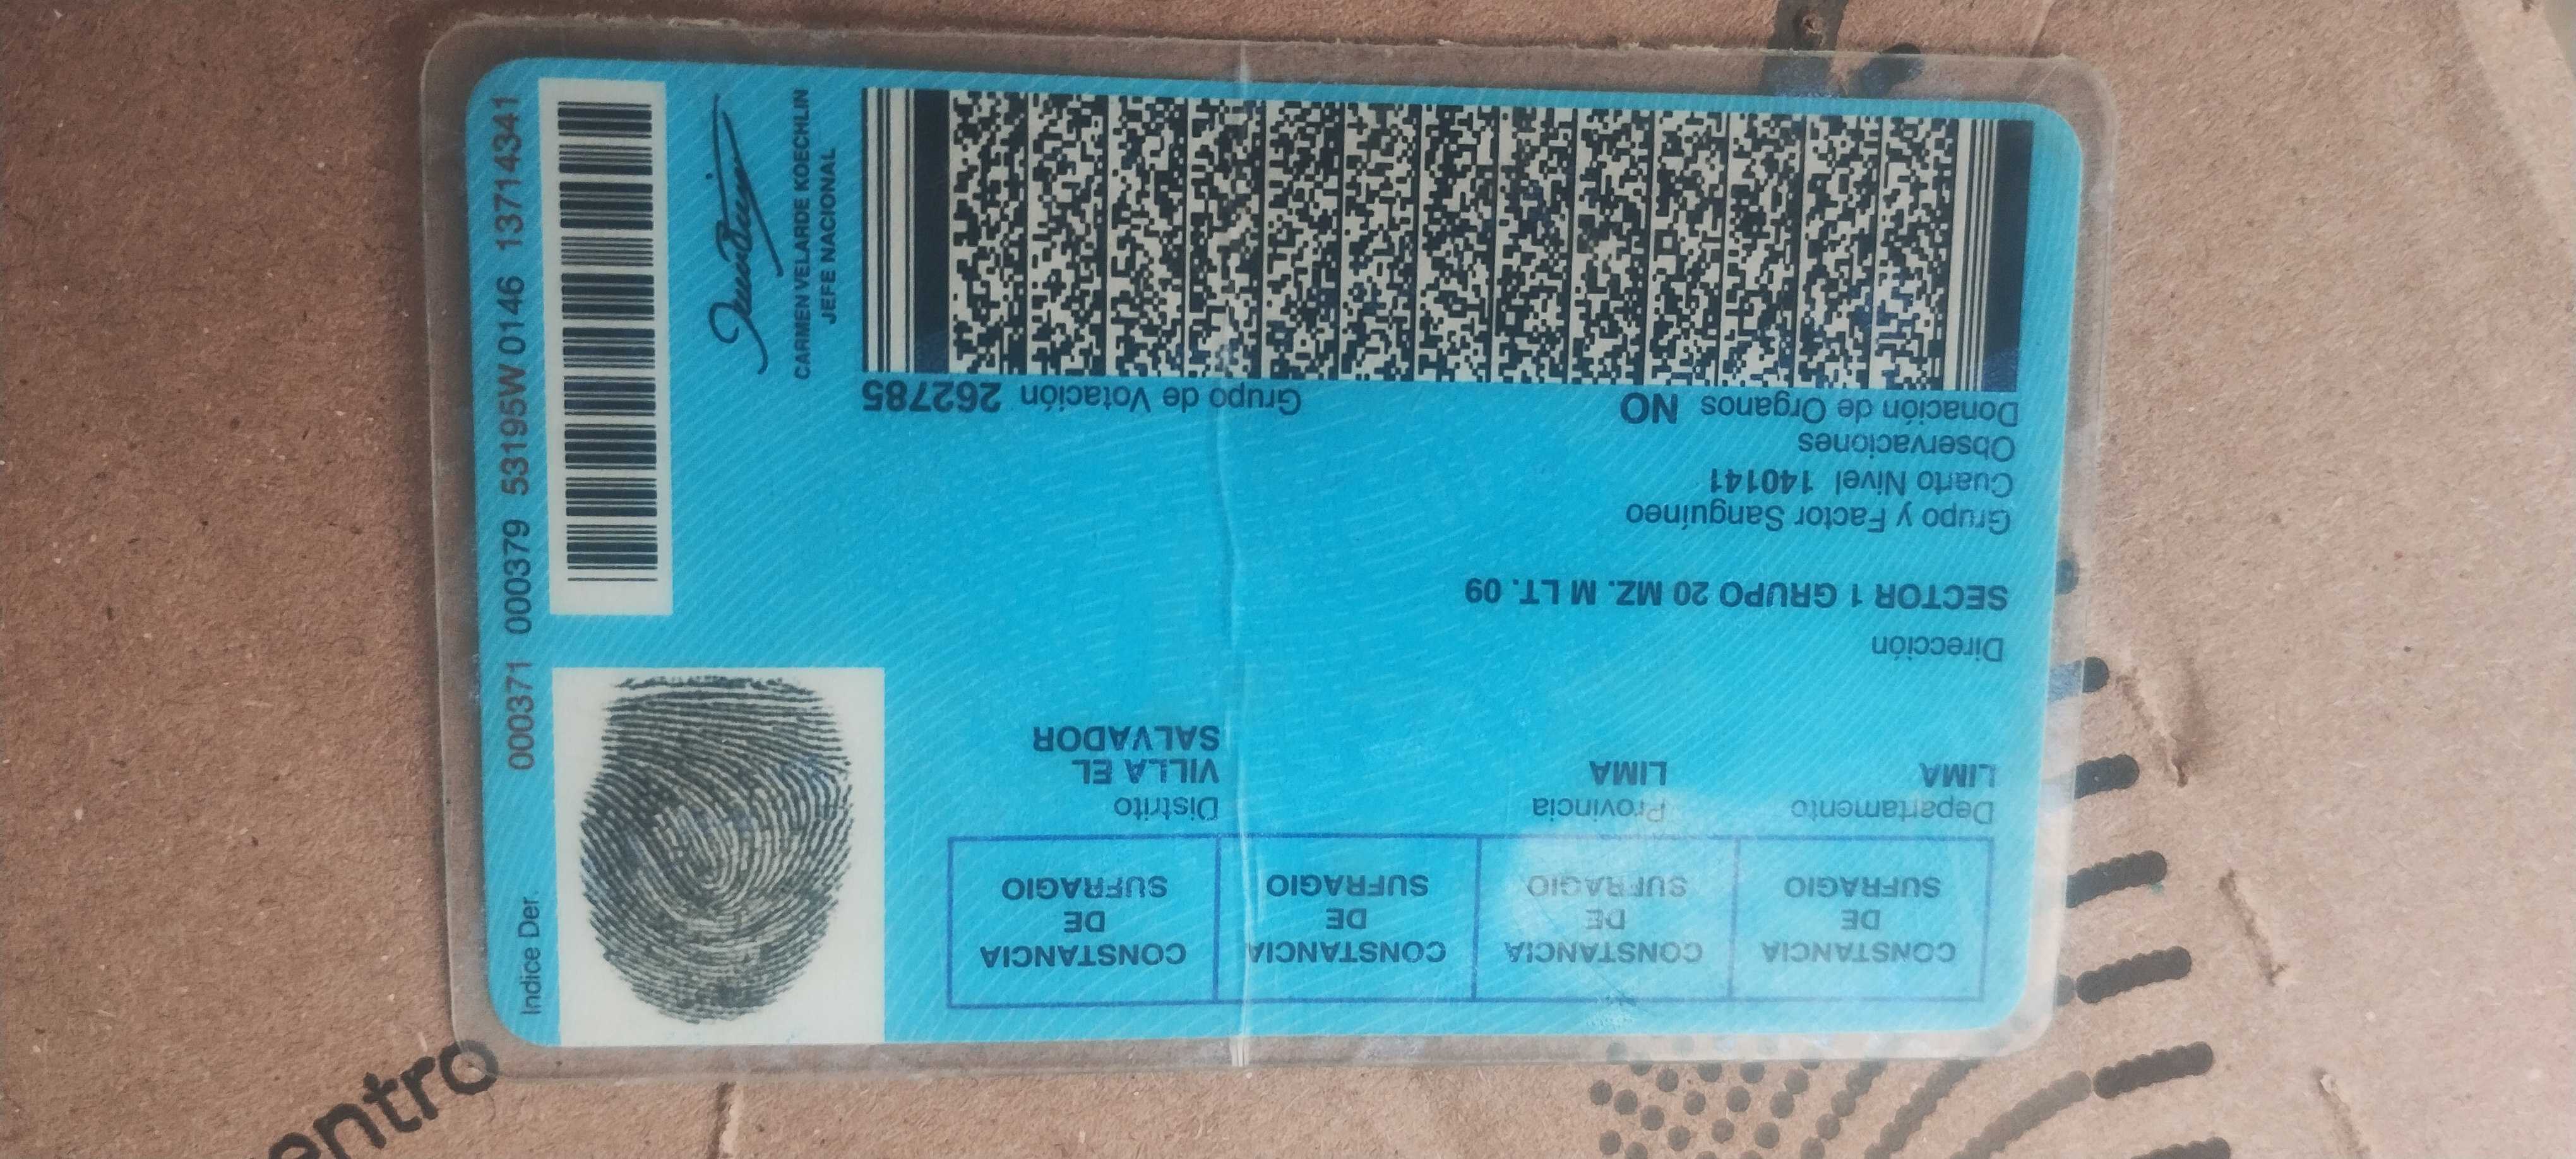 CONSTANCIA DE SUFRAGIO
CONSTANCIA DE SUFRAGIO
CONSTANCIA DE SUFRAGIO
CONSTANCIA DE SUFRAGIO
Departamento Provincia Distrito
LIMA LIMA VILLA EL SALVADOR
Dirección
SECTOR 1 GRUPO 20 MZ. M LT. 09
Grupo y Factor Sanguíneo
Cuarto Nivel 140141
Observaciones
Donación de Organos NO Grupo de Votación 262785
Indice Der.
000371 000379 53195W 0146 13714341
CARMEN VELARDE KOECHLIN
JEFE NACIONAL
entro